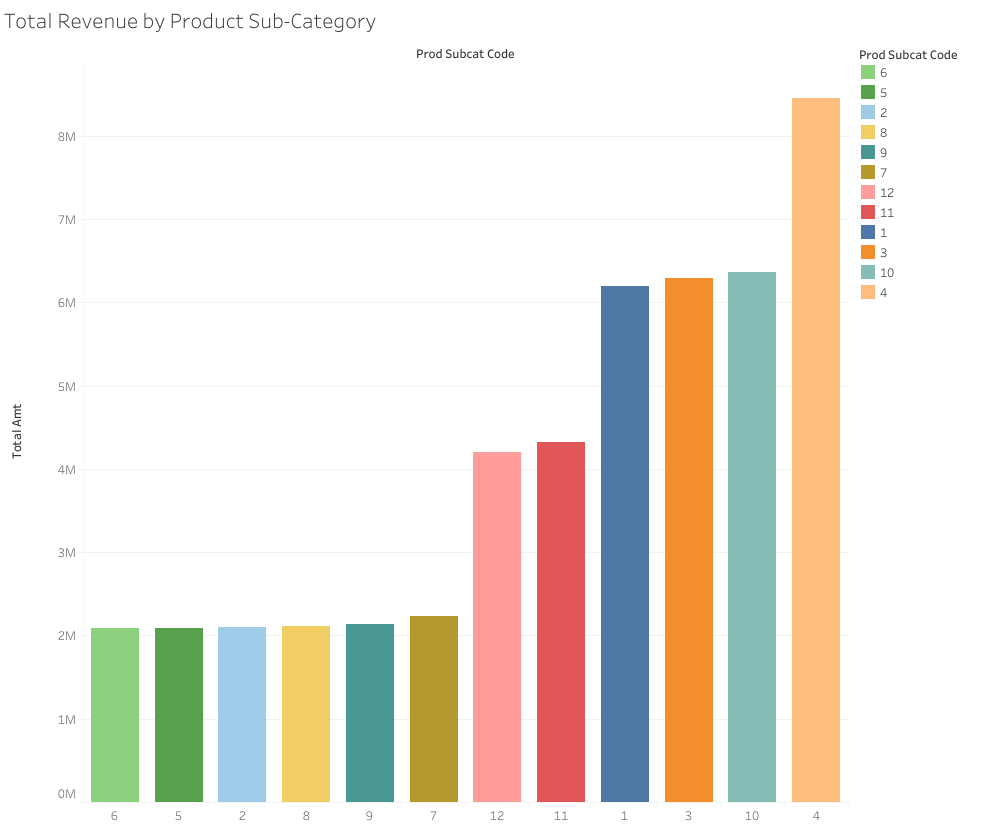 Total Revenue by Product Sub-Category
Prod Subcat Code
Prod Subcat Code
6
5
2
8
9
7
12
11
1
3
10
4
8M
7M
6M
5M
4M
3M
2M
1M
0M
Total Amt
6 5 2 8 9 7 12 11 1 3 10 4